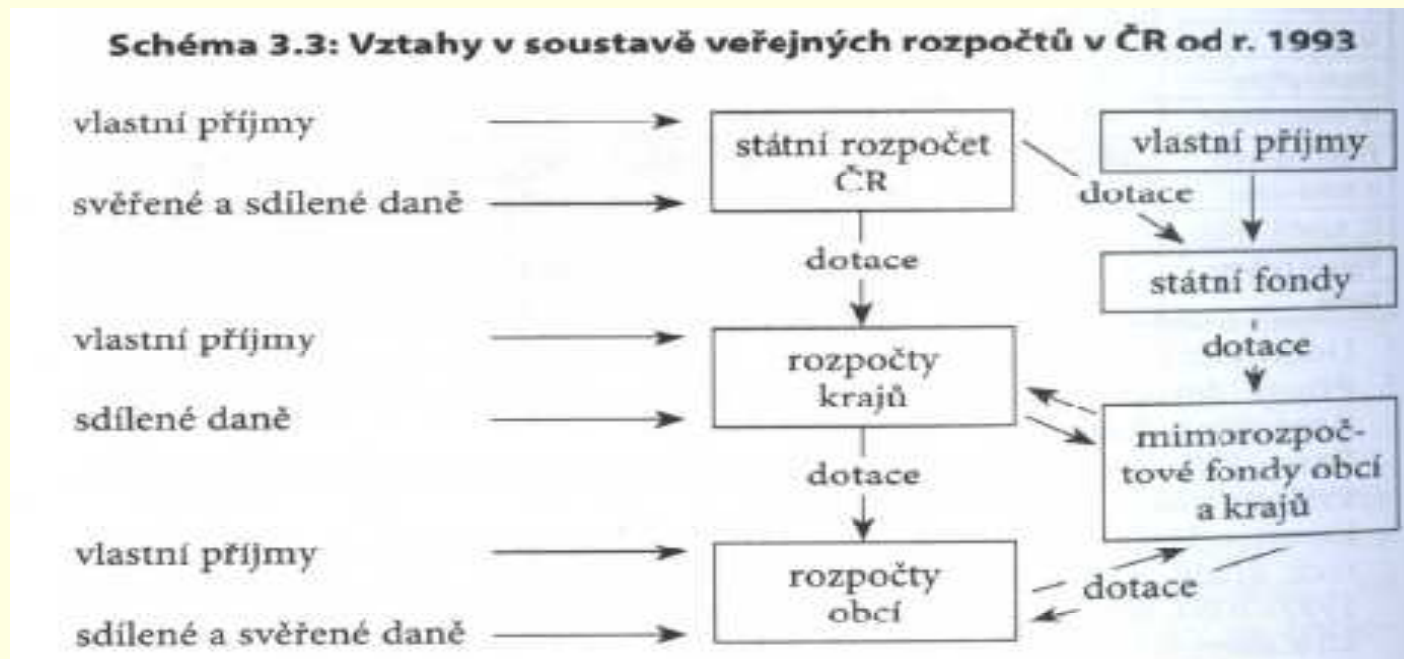 Schéma 3.3: Vztahy v soustavě veřejných rozpočtů v ČR od r. 1993
vlastní příjmy
svěřené a sdílené daně
státní rozpočet
ČR
vlastní příjmy
dotace
dotace
státní fondy
vlastní příjmy
sdílené daně
rozpočty
krajů
dotace
mimorozpoč-
tové fondy obcí
a krajů
dotace
vlastní příjmy
sdílené a svěřené daně
rozpočty
obcí
dotace